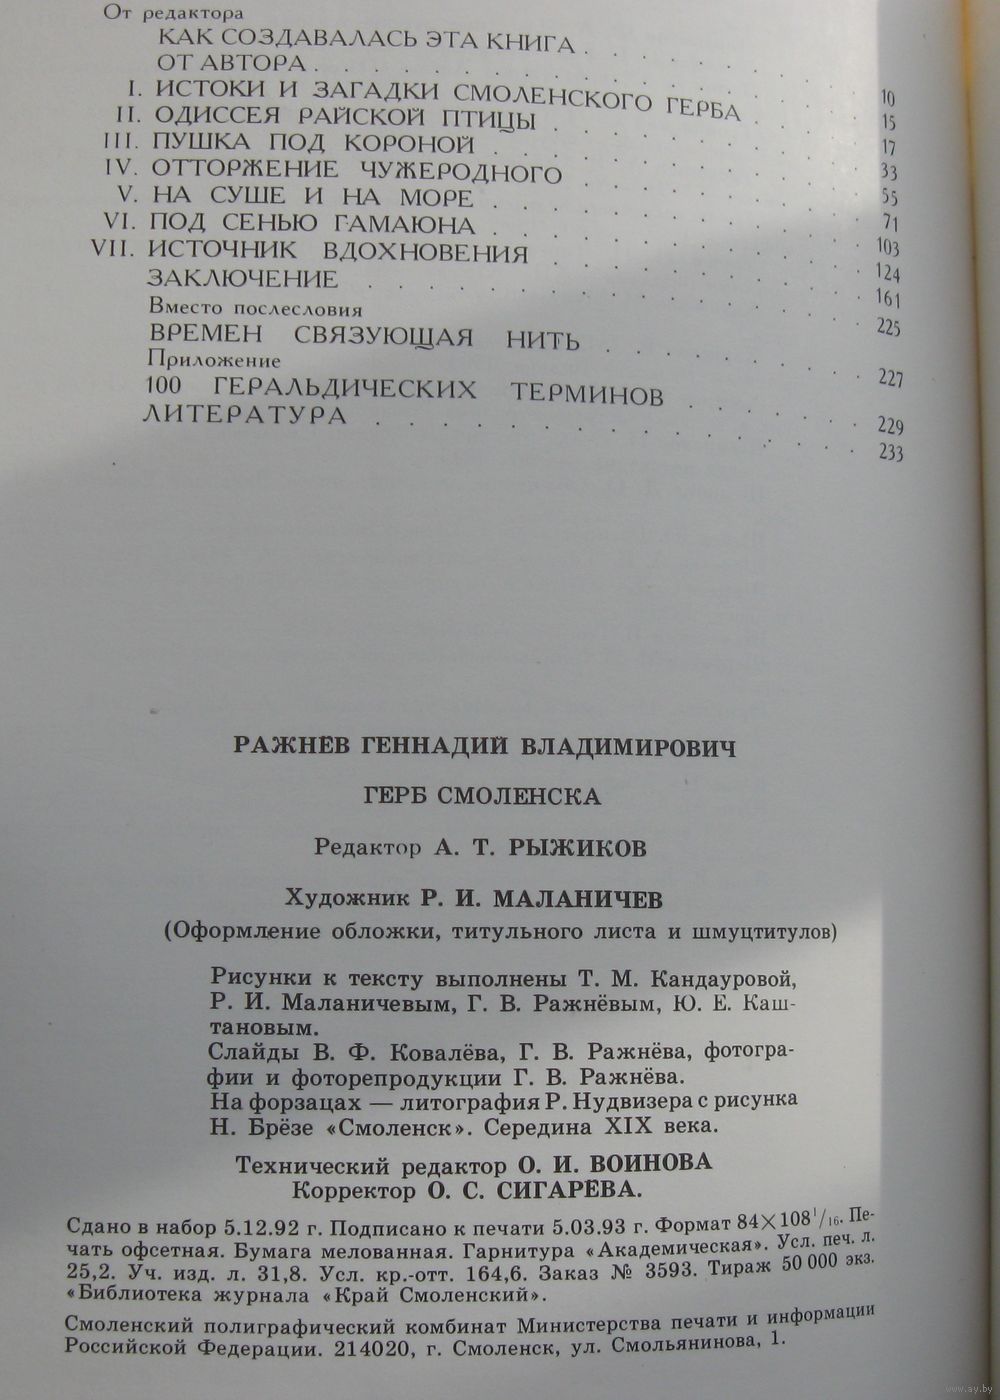 От редактора
КАК СОЗДАВАЛАСЬ ЭТА КНИГА . . . . . . . 10
ОТ АВТОРА . . . . . . . . . . . . 15
I. ИСТОКИ И ЗАГАДКИ СМОЛЕНСКОГО ГЕРБА . . . . 17
II. ОДИССЕЯ РАЙСКОЙ ПТИЦЫ . . . . . . . . 33
III. ПУШКА ПОД КОРОНОЙ . . . . . . . . . 55
IV. ОТТОРЖЕНИЕ ЧУЖЕРОДНОГО . . . . . . . . 71
V. НА СУШЕ И НА МОРЕ . . . . . . . . . 103
VI. ПОД СЕНЬЮ ГАМАЮНА . . . . . . . . . 124
VII. ИСТОЧНИК ВДОХНОВЕНИЯ . . . . . . . . 161
ЗАКЛЮЧЕНИЕ . . . . . . . . . . . . 225
Вместо послесловия
ВРЕМЕН СВЯЗУЮЩАЯ НИТЬ . . . . . . . . 227
Приложение
100 ГЕРАЛЬДИЧЕСКИХ ТЕРМИНОВ . . . . . . 229
ЛИТЕРАТУРА . . . . . . . . . . . . 233
РАЖНЁВ ГЕННАДИЙ ВЛАДИМИРОВИЧ
ГЕРБ СМОЛЕНСКА
Редактор А. Т. РЫЖИКОВ
Художник Р. И. МАЛАНИЧЕВ
(Оформление обложки, титульного листа и шмуцтитулов)
Рисунки к тексту выполнены Т. М. Кандауровой,
Р. И. Маланичевым, Г. В. Ражнёвым, Ю. Е. Каш-
тановым.
Слайды В. Ф. Ковалёва, Г. В. Ражнёва, фотогра-
фии и фоторепродукции Г. В. Ражнёва.
На форзацах — литография Р. Нудвизера с рисунка
Н. Брёзе «Смоленск». Середина XIX века.
Технический редактор О. И. ВОИНОВА
Корректор О. С. СИГАРЁВА.
Сдано в набор 5.12.92 г. Подписано к печати 5.03.93 г. Формат 84×108 1/16. Пе-
чать офсетная. Бумага мелованная. Гарнитура «Академическая». Усл. печ. л.
25,2. Уч. изд. л. 31,8. Усл. кр.-отт. 164,6. Заказ № 3593. Тираж 50 000 экз.
«Библиотека журнала «Край Смоленский».
Смоленский полиграфический комбинат Министерства печати и информации
Российской Федерации. 214020, г. Смоленск, ул. Смольянинова, 1.
www.ay.by